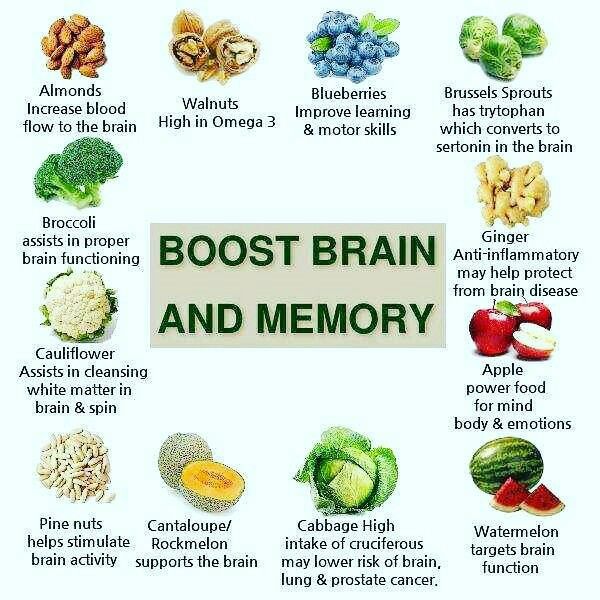 Almonds
Increase blood
flow to the brain
Walnuts
High in Omega 3
Blueberries
Improve learning
& motor skills
Brussels Sprouts
has trytophan
which converts to
sertonin in the brain
Broccoli
assists in proper
brain functioning
BOOST BRAIN
AND MEMORY
Ginger
Anti-inflammatory
may help protect
from brain disease
Cauliflower
Assists in cleansing
white matter in
brain & spin
Apple
power food
for mind
body & emotions
Pine nuts
helps stimulate
brain activity
Cantaloupe/
Rockmelon
supports the brain
Cabbage High
intake of cruciferous
may lower risk of brain,
lung & prostate cancer.
Watermelon
targets brain
function